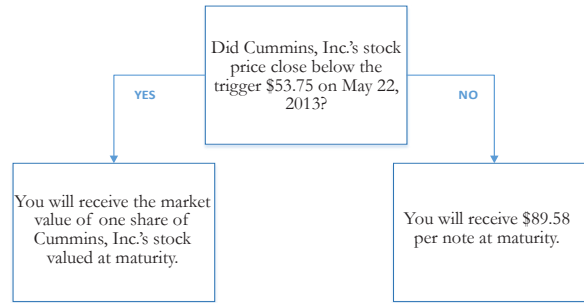 Did Cummins, Inc.'s stock
price close below the
trigger $53.75 on May 22,
2013?
YES
NO
You will receive the market
value of one share of
Cummins, Inc.'s stock
valued at maturity.
You will receive $89.58
per note at maturity.